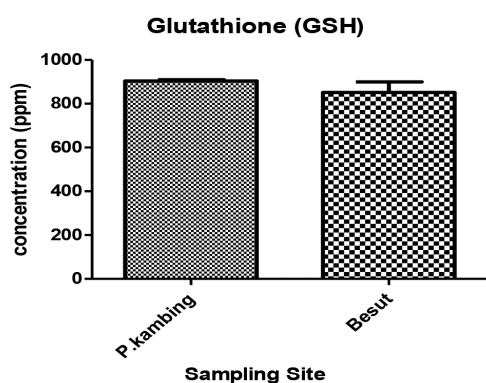 Glutathione (GSH)
concentration (ppm)
1000
800
600
400
200
0
P.kambing
Besut
Sampling Site